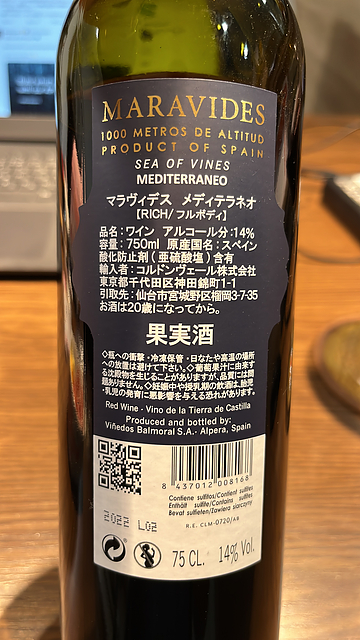 MARAVIDES
1000 METROS DE ALTITUD
PRODUCT OF SPAIN
SEA OF VINES
MEDITERRANEO
マラヴィデス メディテラネオ
【RICH/フルボディ】
品名：ワイン アルコール分：14%
容量：750ml 原産国名：スペイン
酸化防止剤(亜硫酸塩)含有
輸入者：コルドンヴェール株式会社
東京都千代田区神田錦町1-1
引取先：仙台市宮城野区榴岡3-7-35
お酒は20歳になってから。
果実酒
◇瓶への衝撃・冷凍保管・日なたや高温の場所
への放置は避けて下さい。◇葡萄果汁に由来す
る沈殿物を生じることがありますが、品質には問
題ありません。◇妊娠中や授乳期の飲酒は、胎児
・乳児の発育に悪影響を与える恐れがあります。
Red Wine - Vino de la Tierra de Castilla
Produced and bottled by:
Viñedos Balmoral S.A.- Alpera, Spain
8 437012 008168
Contiene sulfitos/Contient sulfites
Enthält sulfite/Contains sulfites
Bevat sulfieten/Zawiera siarczyny
R.E. CLM-0720/AB
2022 L02
75 CL. 14% Vol.